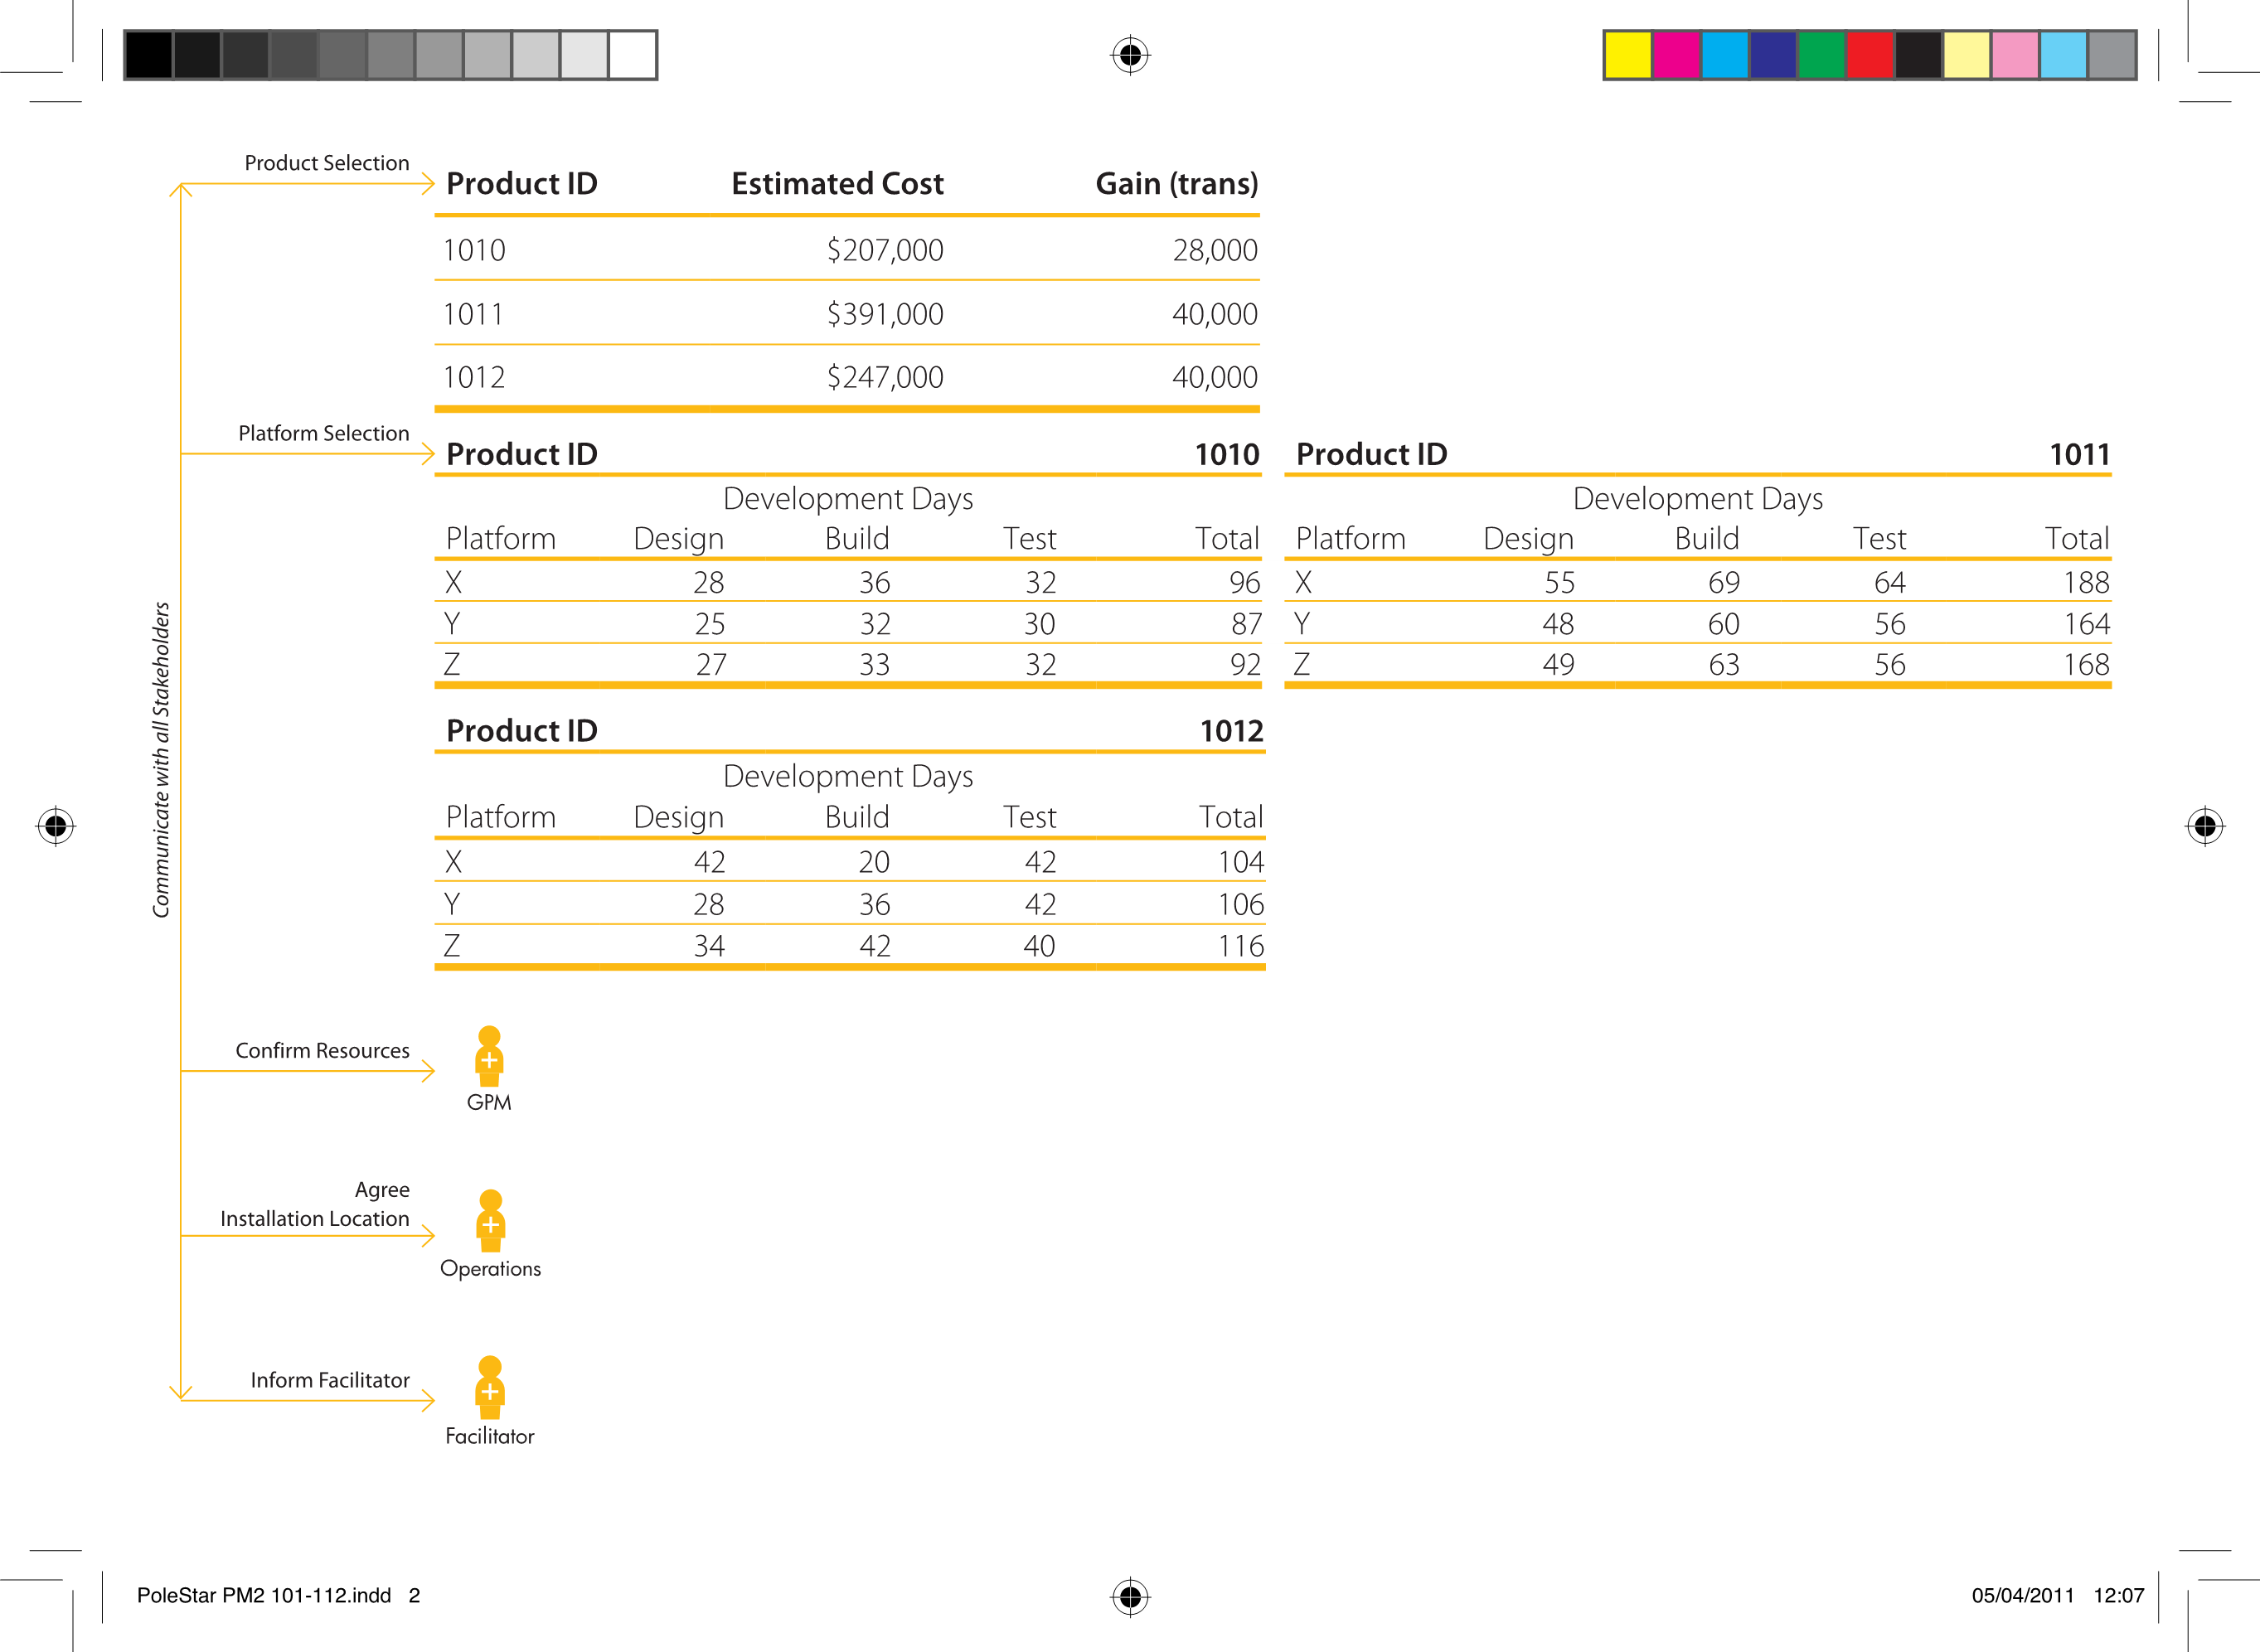 Product Selection
Product ID Estimated Cost Gain (trans)
1010 $207,000 28,000
1011 $391,000 40,000
1012 $247,000 40,000
Platform Selection
Product ID 1010
Development Days
Platform Design Build Test Total
X 28 36 32 96
Y 25 32 30 87
Z 27 33 32 92
Product ID 1011
Development Days
Platform Design Build Test Total
X 55 69 64 188
Y 48 60 56 164
Z 49 63 56 168
Product ID 1012
Development Days
Platform Design Build Test Total
X 42 20 42 104
Y 28 36 42 106
Z 34 42 40 116
Communicate with all Stakeholders
Confirm Resources
GPM
Agree
Installation Location
Operations
Inform Facilitator
Facilitator
PoleStar PM2 101-112.indd 2
05/04/2011 12:07